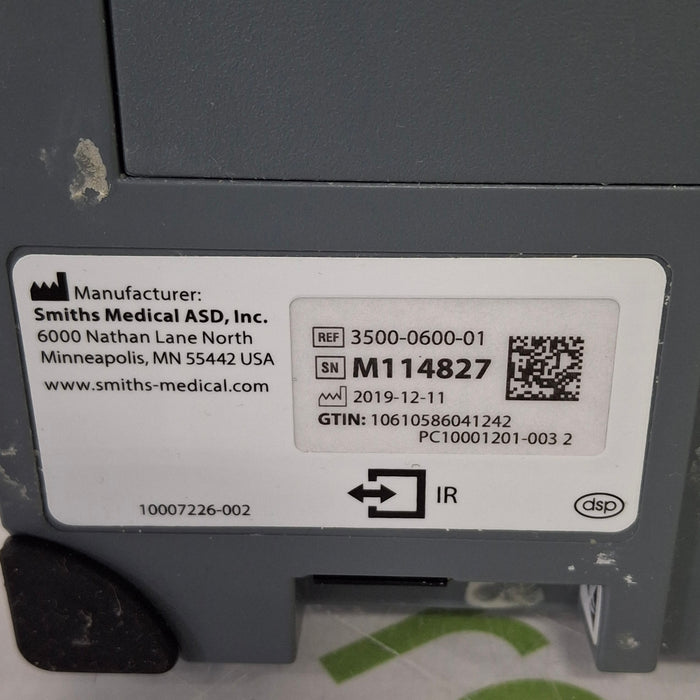 Manufacturer:
Smiths Medical ASD, Inc.
6000 Nathan Lane North
Minneapolis, MN 55442 USA
www.smiths-medical.com
REF 3500-0600-01
SN M114827
2019-12-11
GTIN: 10610586041242
PC10001201-003 2
IR
10007226-002
dsp